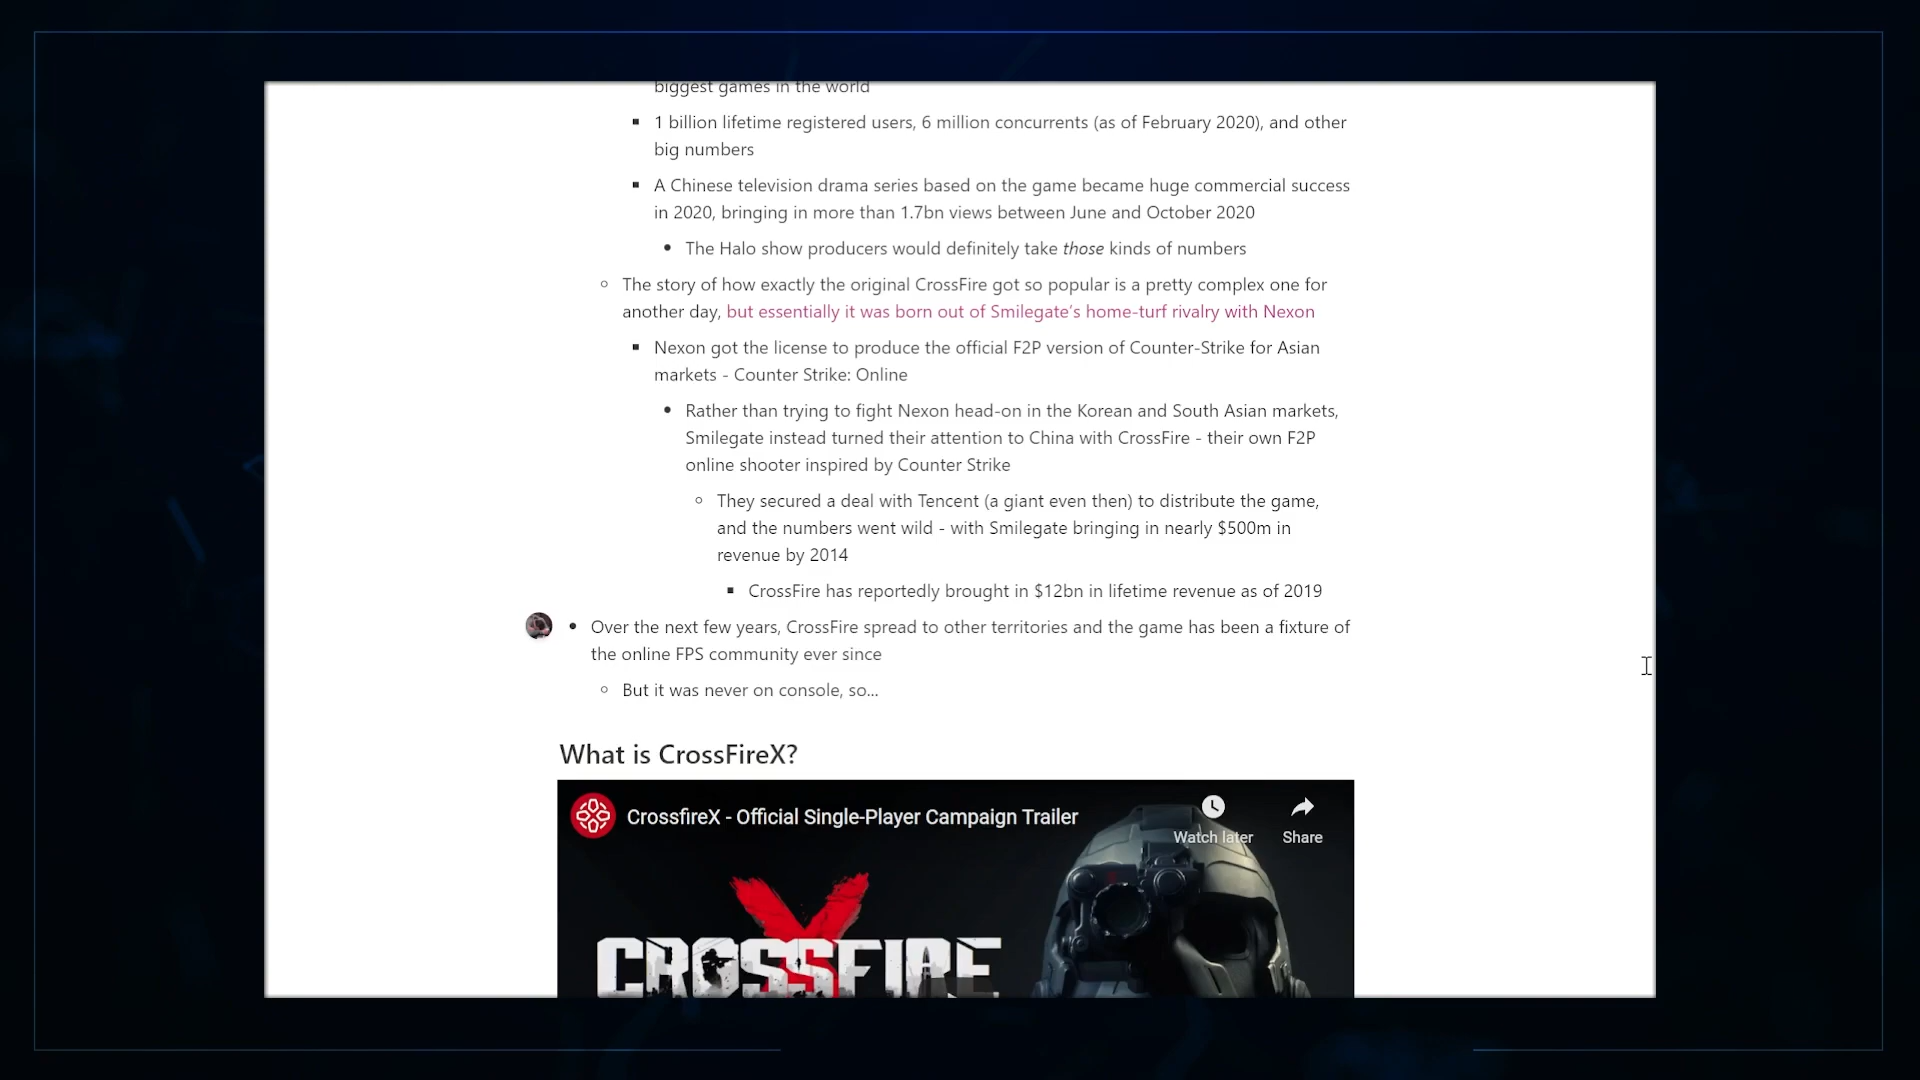 biggest games in the world
1 billion lifetime registered users, 6 million concurrents (as of February 2020), and other
big numbers
A Chinese television drama series based on the game became huge commercial success
in 2020, bringing in more than 1.7bn views between June and October 2020
The Halo show producers would definitely take those kinds of numbers
The story of how exactly the original CrossFire got so popular is a pretty complex one for
another day, but essentially it was born out of Smilegate’s home-turf rivalry with Nexon
Nexon got the license to produce the official F2P version of Counter-Strike for Asian
markets - Counter Strike: Online
Rather than trying to fight Nexon head-on in the Korean and South Asian markets,
Smilegate instead turned their attention to China with CrossFire - their own F2P
online shooter inspired by Counter Strike
They secured a deal with Tencent (a giant even then) to distribute the game,
and the numbers went wild - with Smilegate bringing in nearly $500m in
revenue by 2014
CrossFire has reportedly brought in $12bn in lifetime revenue as of 2019
Over the next few years, CrossFire spread to other territories and the game has been a fixture of
the online FPS community ever since
But it was never on console, so...
What is CrossFireX?
CrossfireX - Official Single-Player Campaign Trailer
Watch later
Share
X
CROSSFIRE